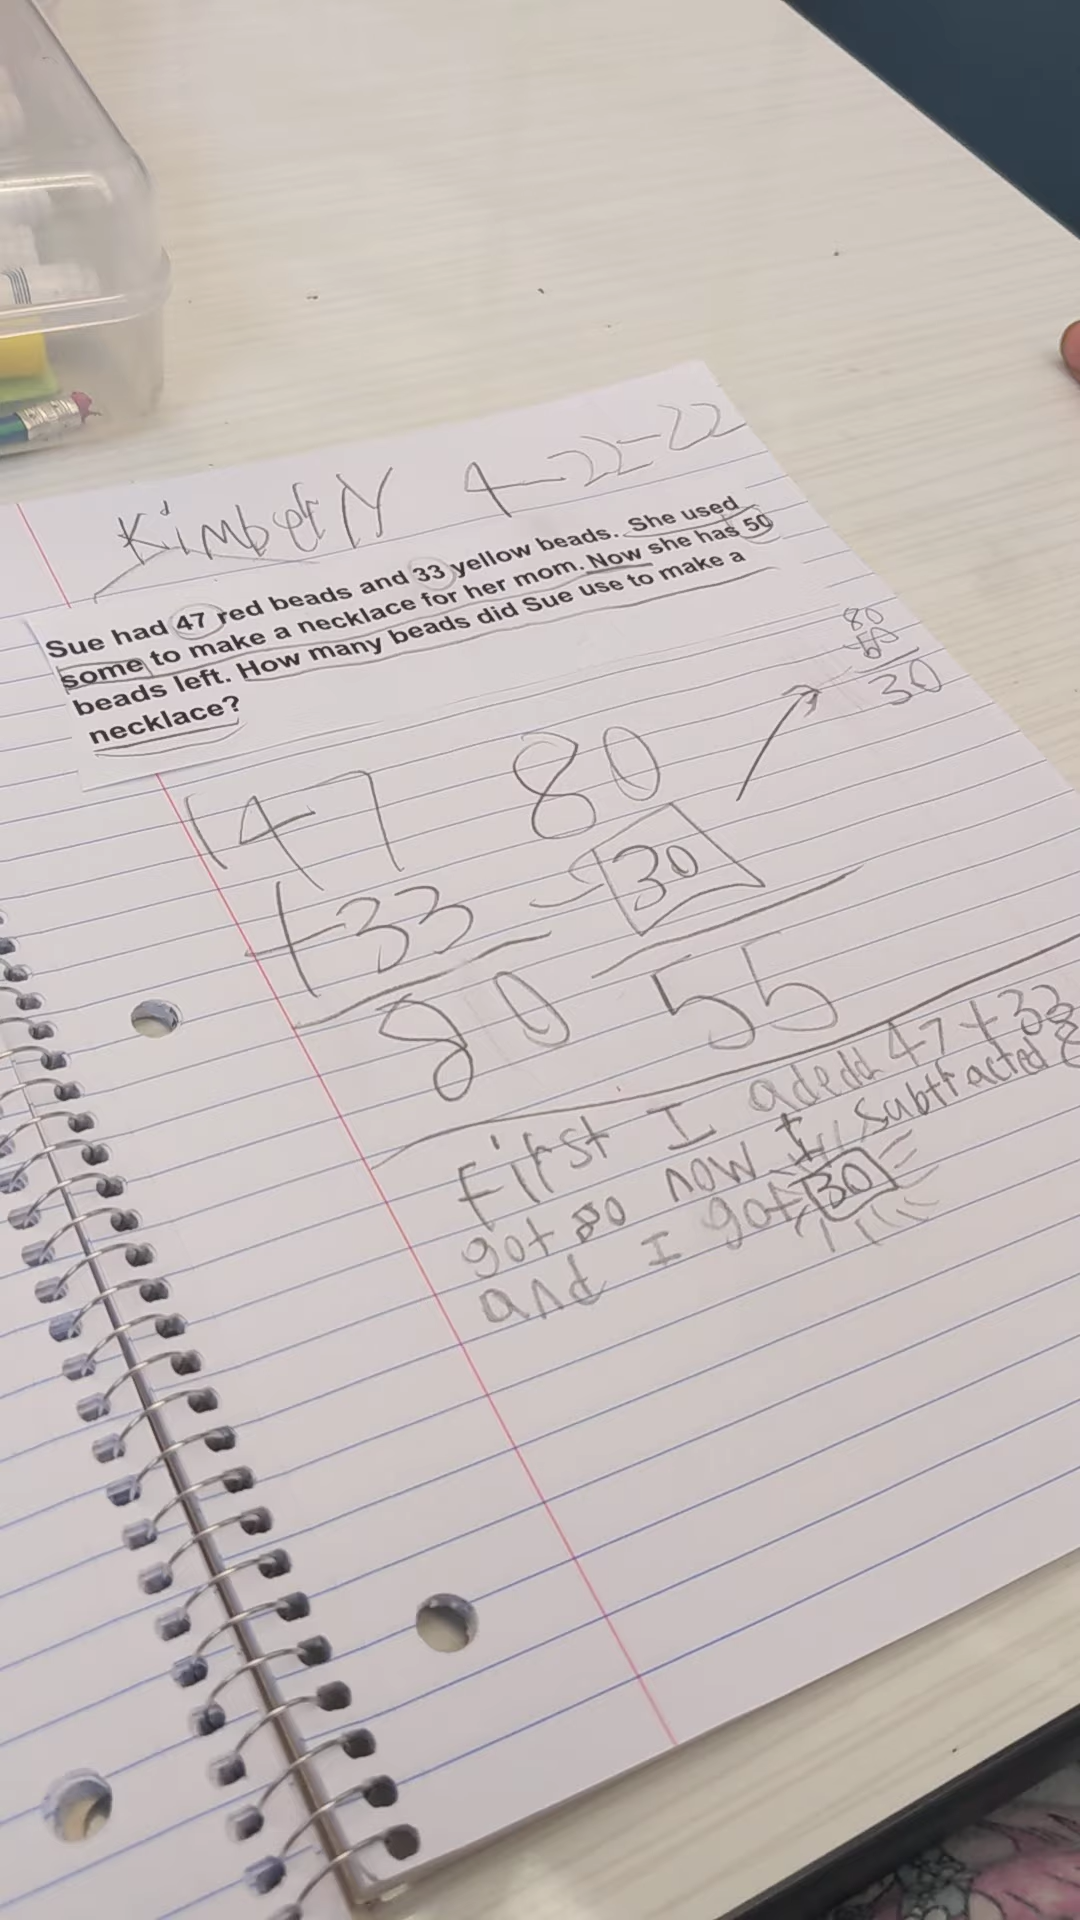 Kimberly 4-22-22
Sue had 47 red beads and 33 yellow beads. She used
some to make a necklace for her mom. Now she has 50
beads left. How many beads did Sue use to make a
necklace?
80
-50
30
1
47
+33
80
80
-30
55
first I adedd 47+33
got 80 now I subtracted
and I got 30